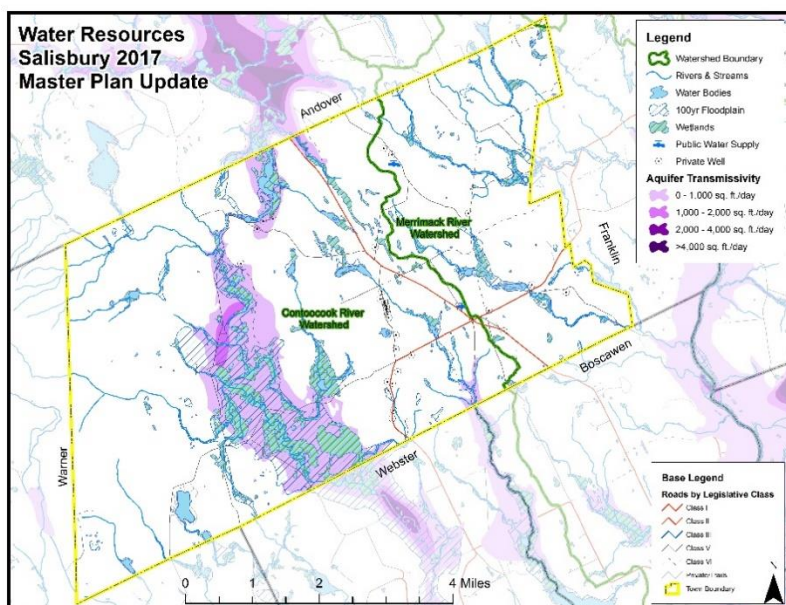 Water Resources
Salisbury 2017
Master Plan Update
Legend
Watershed Boundary
Rivers & Streams
Water Bodies
100yr Floodplain
Wetlands
Public Water Supply
Private Well
Aquifer Transmissivity
0 - 1,000 sq. ft./day
1,000 - 2,000 sq. ft./day
2,000 - 4,000 sq. ft./day
>4,000 sq. ft./day
Andover
Merrimack River
Watershed
Franklin
Contoocook River
Watershed
Boscawen
Warner
Webster
0 1 2 4 Miles
Base Legend
Roads by Legislative Class
Class I
Class II
Class III
Class V
Class VI
Town Boundary